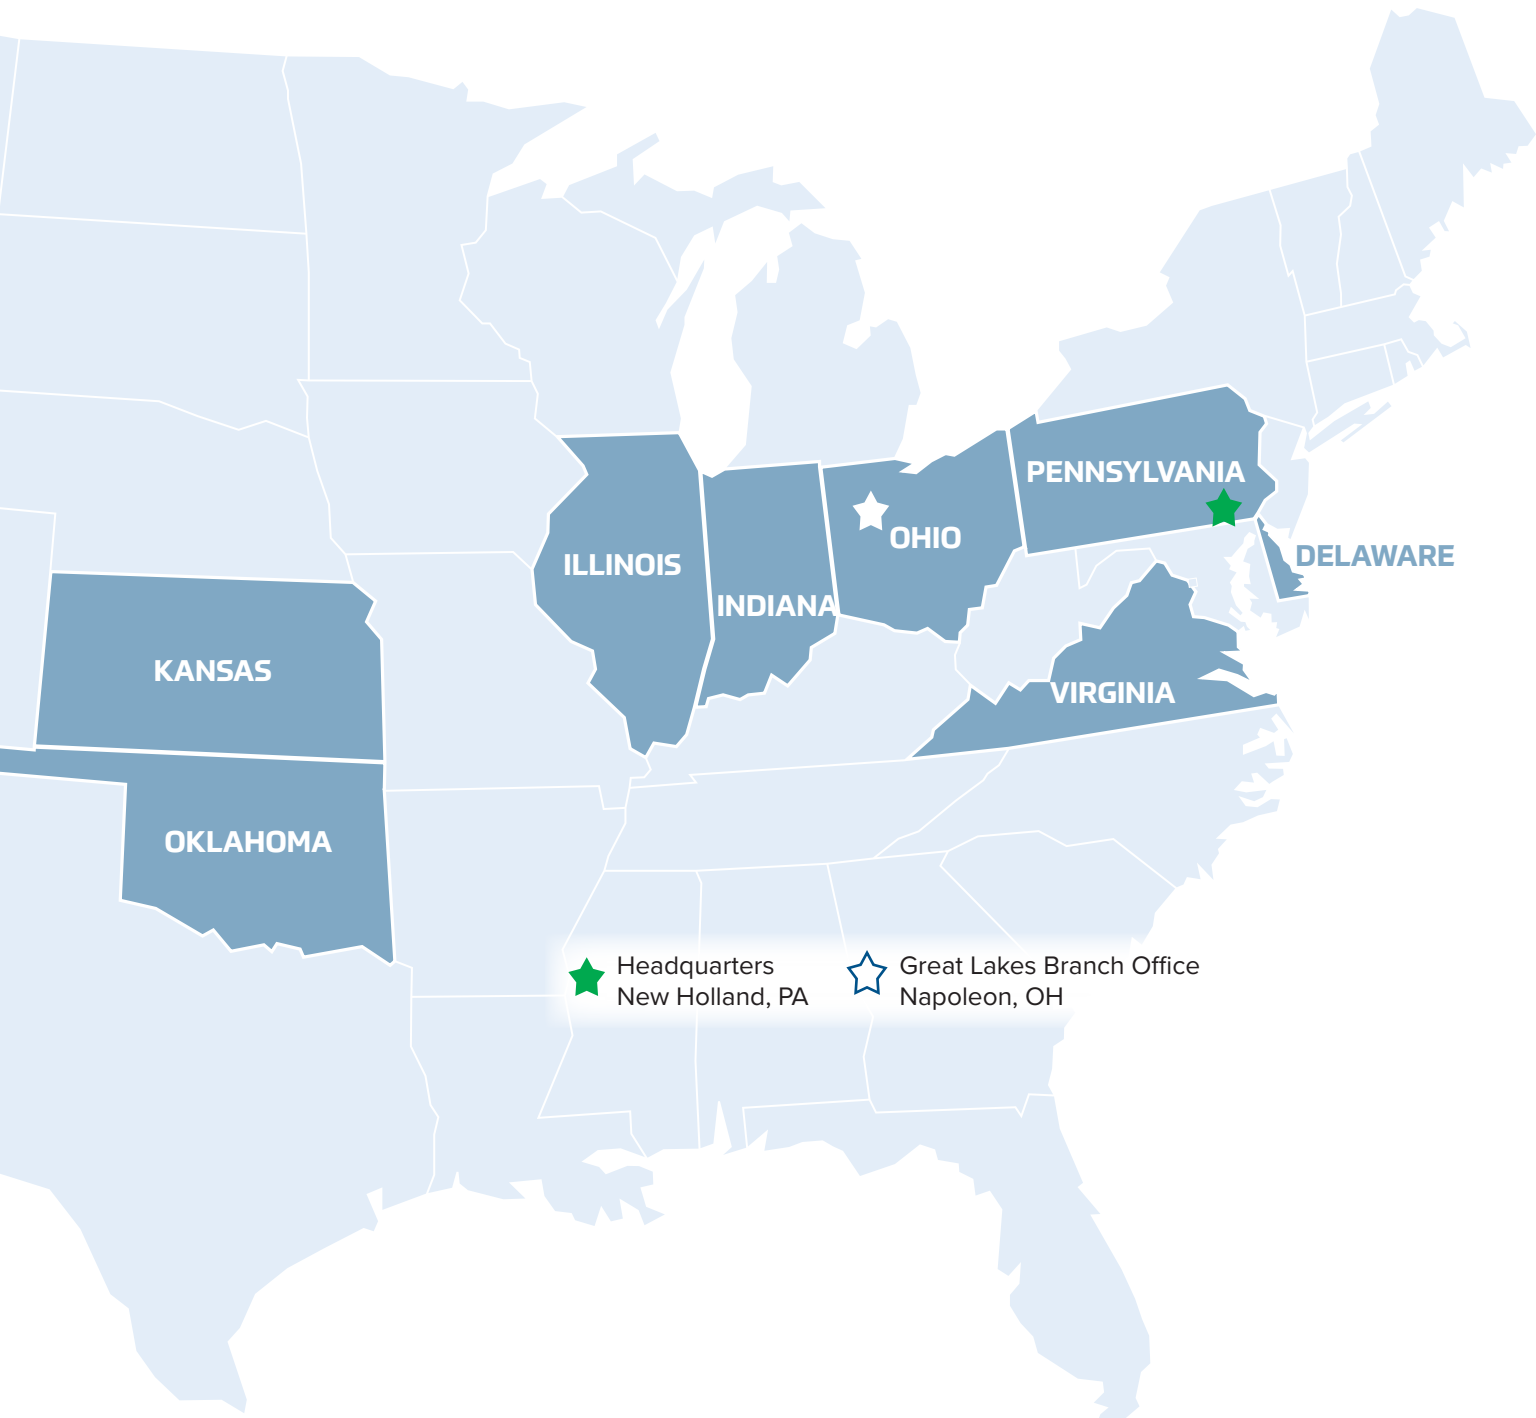 PENNSYLVANIA
OHIO
DELAWARE
ILLINOIS
INDIANA
KANSAS
VIRGINIA
OKLAHOMA
Headquarters
New Holland, PA
Great Lakes Branch Office
Napoleon, OH